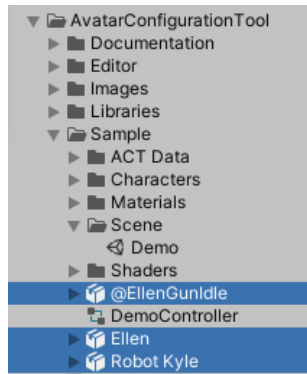 AvatarConfigurationTool
Documentation
Editor
Images
Libraries
Sample
ACT Data
Characters
Materials
Scene
Demo
Shaders
@EllenGunIdle
DemoController
Ellen
Robot Kyle